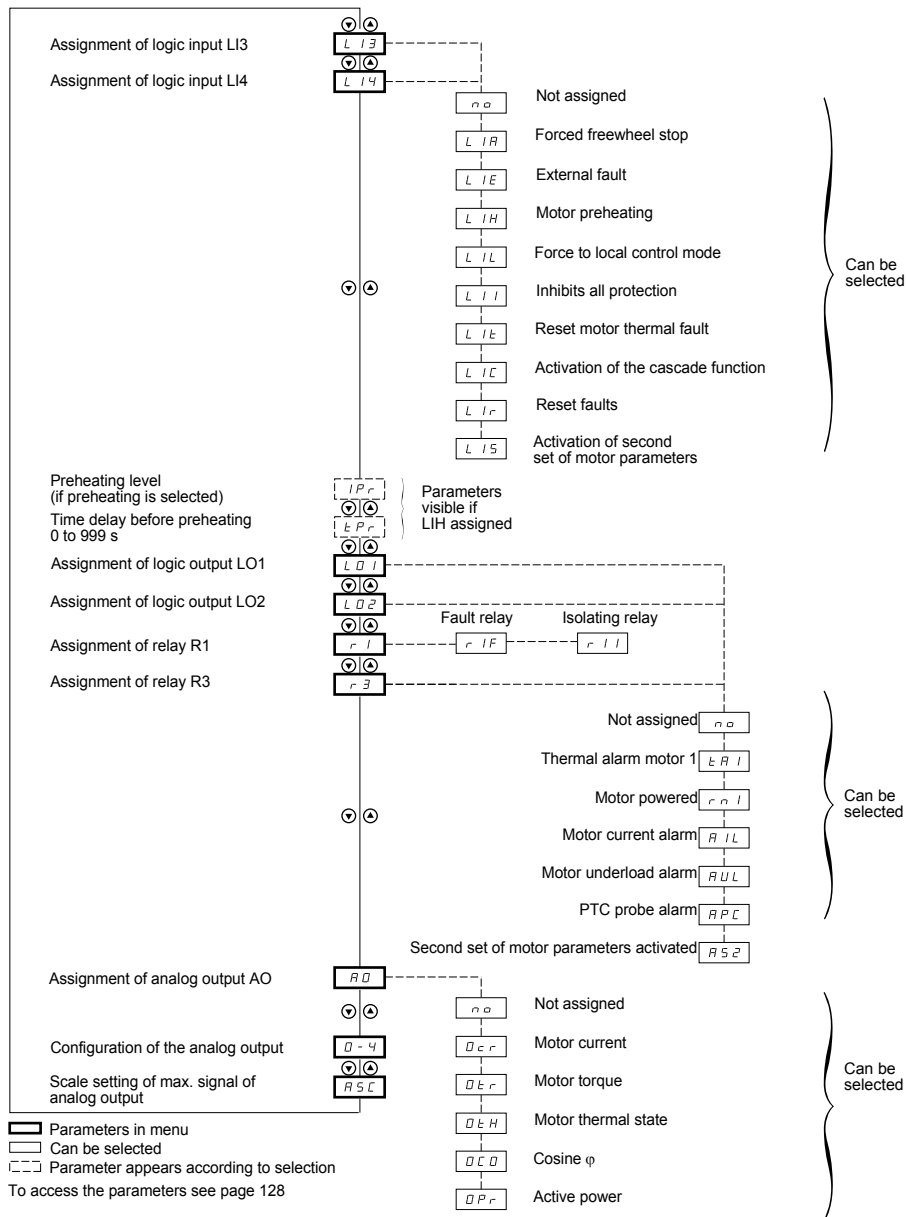 Assignment of logic input LI3
LI3
Assignment of logic input LI4
LI4
no
Not assigned
LIA
Forced freewheel stop
LIE
External fault
LIH
Motor preheating
LIL
Force to local control mode
LII
Inhibits all protection
LIt
Reset motor thermal fault
LIC
Activation of the cascade function
LIr
Reset faults
LIS
Activation of second
set of motor parameters
Can be
selected
Preheating level
(if preheating is selected)
IPr
Time delay before preheating
0 to 999 s
tPr
Parameters
visible if
LIH assigned
Assignment of logic output LO1
LO1
Assignment of logic output LO2
LO2
Assignment of relay R1
r1
Fault relay
r1F
Isolating relay
r1I
Assignment of relay R3
r3
Not assigned
no
Thermal alarm motor 1
tA1
Motor powered
rn1
Motor current alarm
AIL
Motor underload alarm
AUL
PTC probe alarm
APC
Second set of motor parameters activated
AS2
Can be
selected
Assignment of analog output AO
AO
no
Not assigned
Ocr
Motor current
Otr
Motor torque
OtH
Motor thermal state
OCO
Cosine φ
OPr
Active power
Can be
selected
Configuration of the analog output
O-4
Scale setting of max. signal of
analog output
ASC
Parameters in menu
Can be selected
Parameter appears according to selection
To access the parameters see page 128